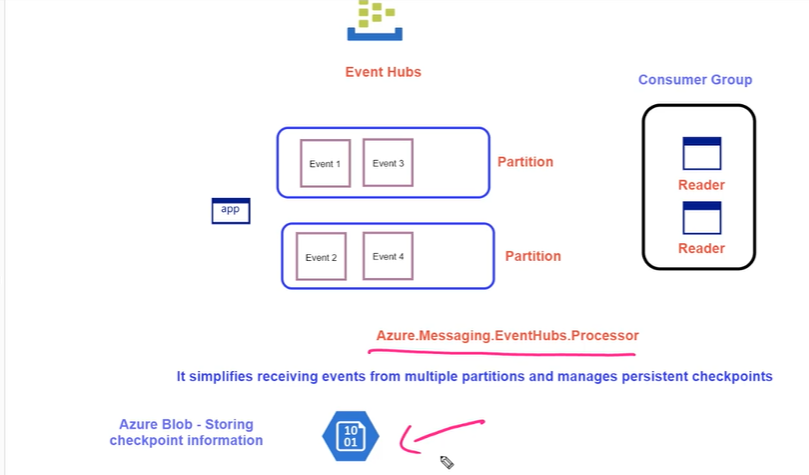 Event Hubs
Consumer Group
Event 1
Event 3
Partition
Reader
app
Reader
Event 2
Event 4
Partition
Azure.Messaging.EventHubs.Processor
It simplifies receiving events from multiple partitions and manages persistent checkpoints
Azure Blob - Storing
checkpoint information
10
01